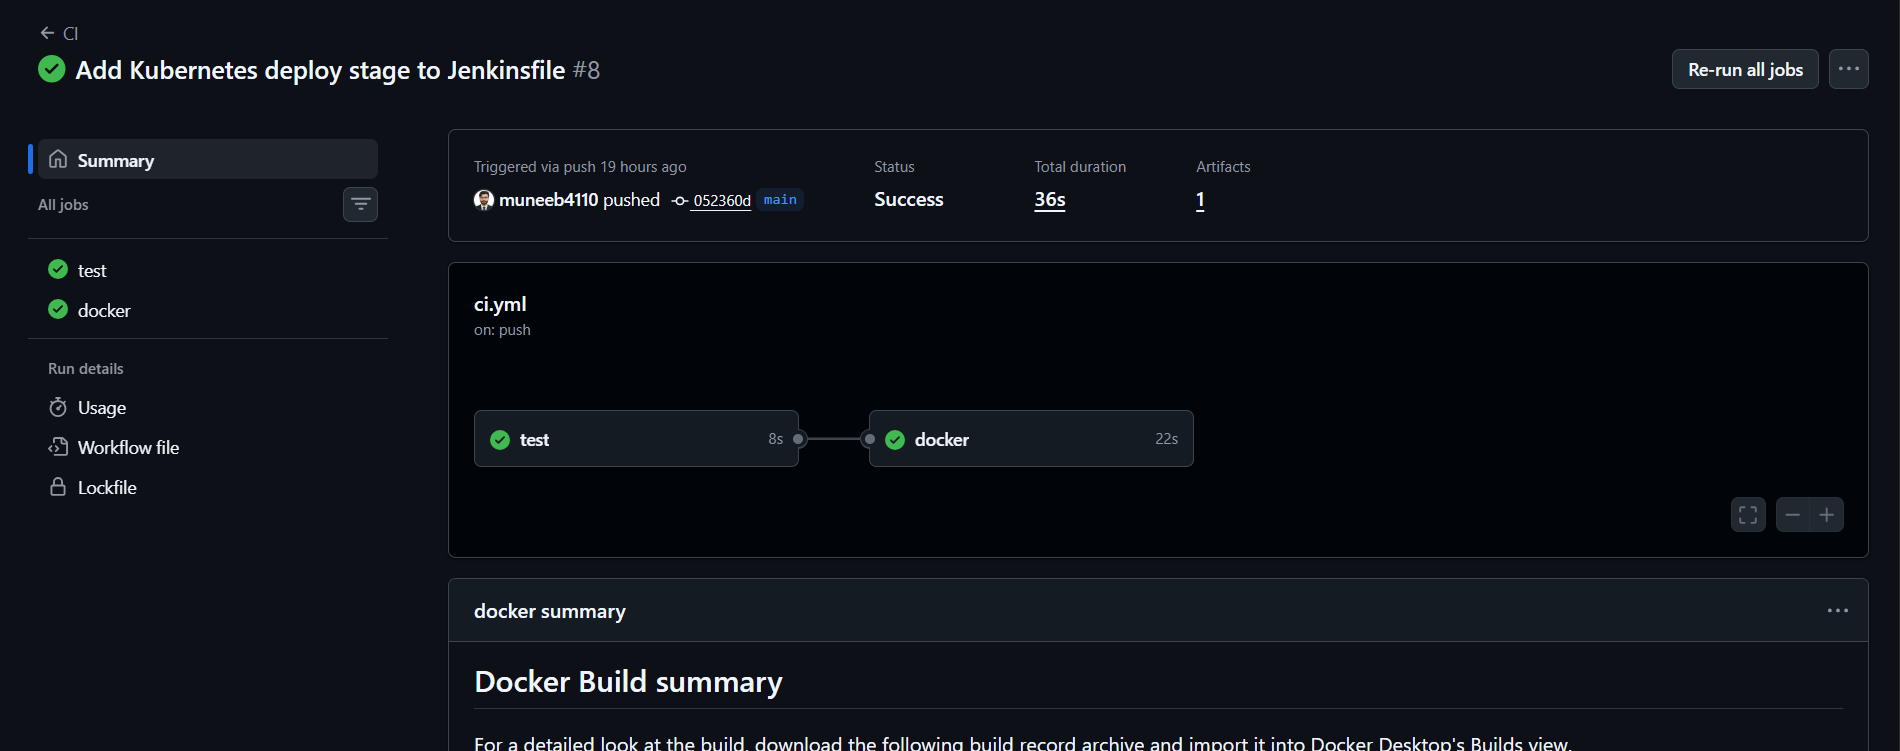 CI
Add Kubernetes deploy stage to Jenkinsfile #8
Re-run all jobs
Summary
All jobs
test
docker
Run details
Usage
Workflow file
Lockfile
Triggered via push 19 hours ago
muneeb4110 pushed 052360d main
Status
Success
Total duration
36s
Artifacts
1
ci.yml
on: push
test 8s
docker 22s
docker summary
Docker Build summary
For a detailed look at the build, download the following build record archive and import it into Docker Desktop's Builds view.